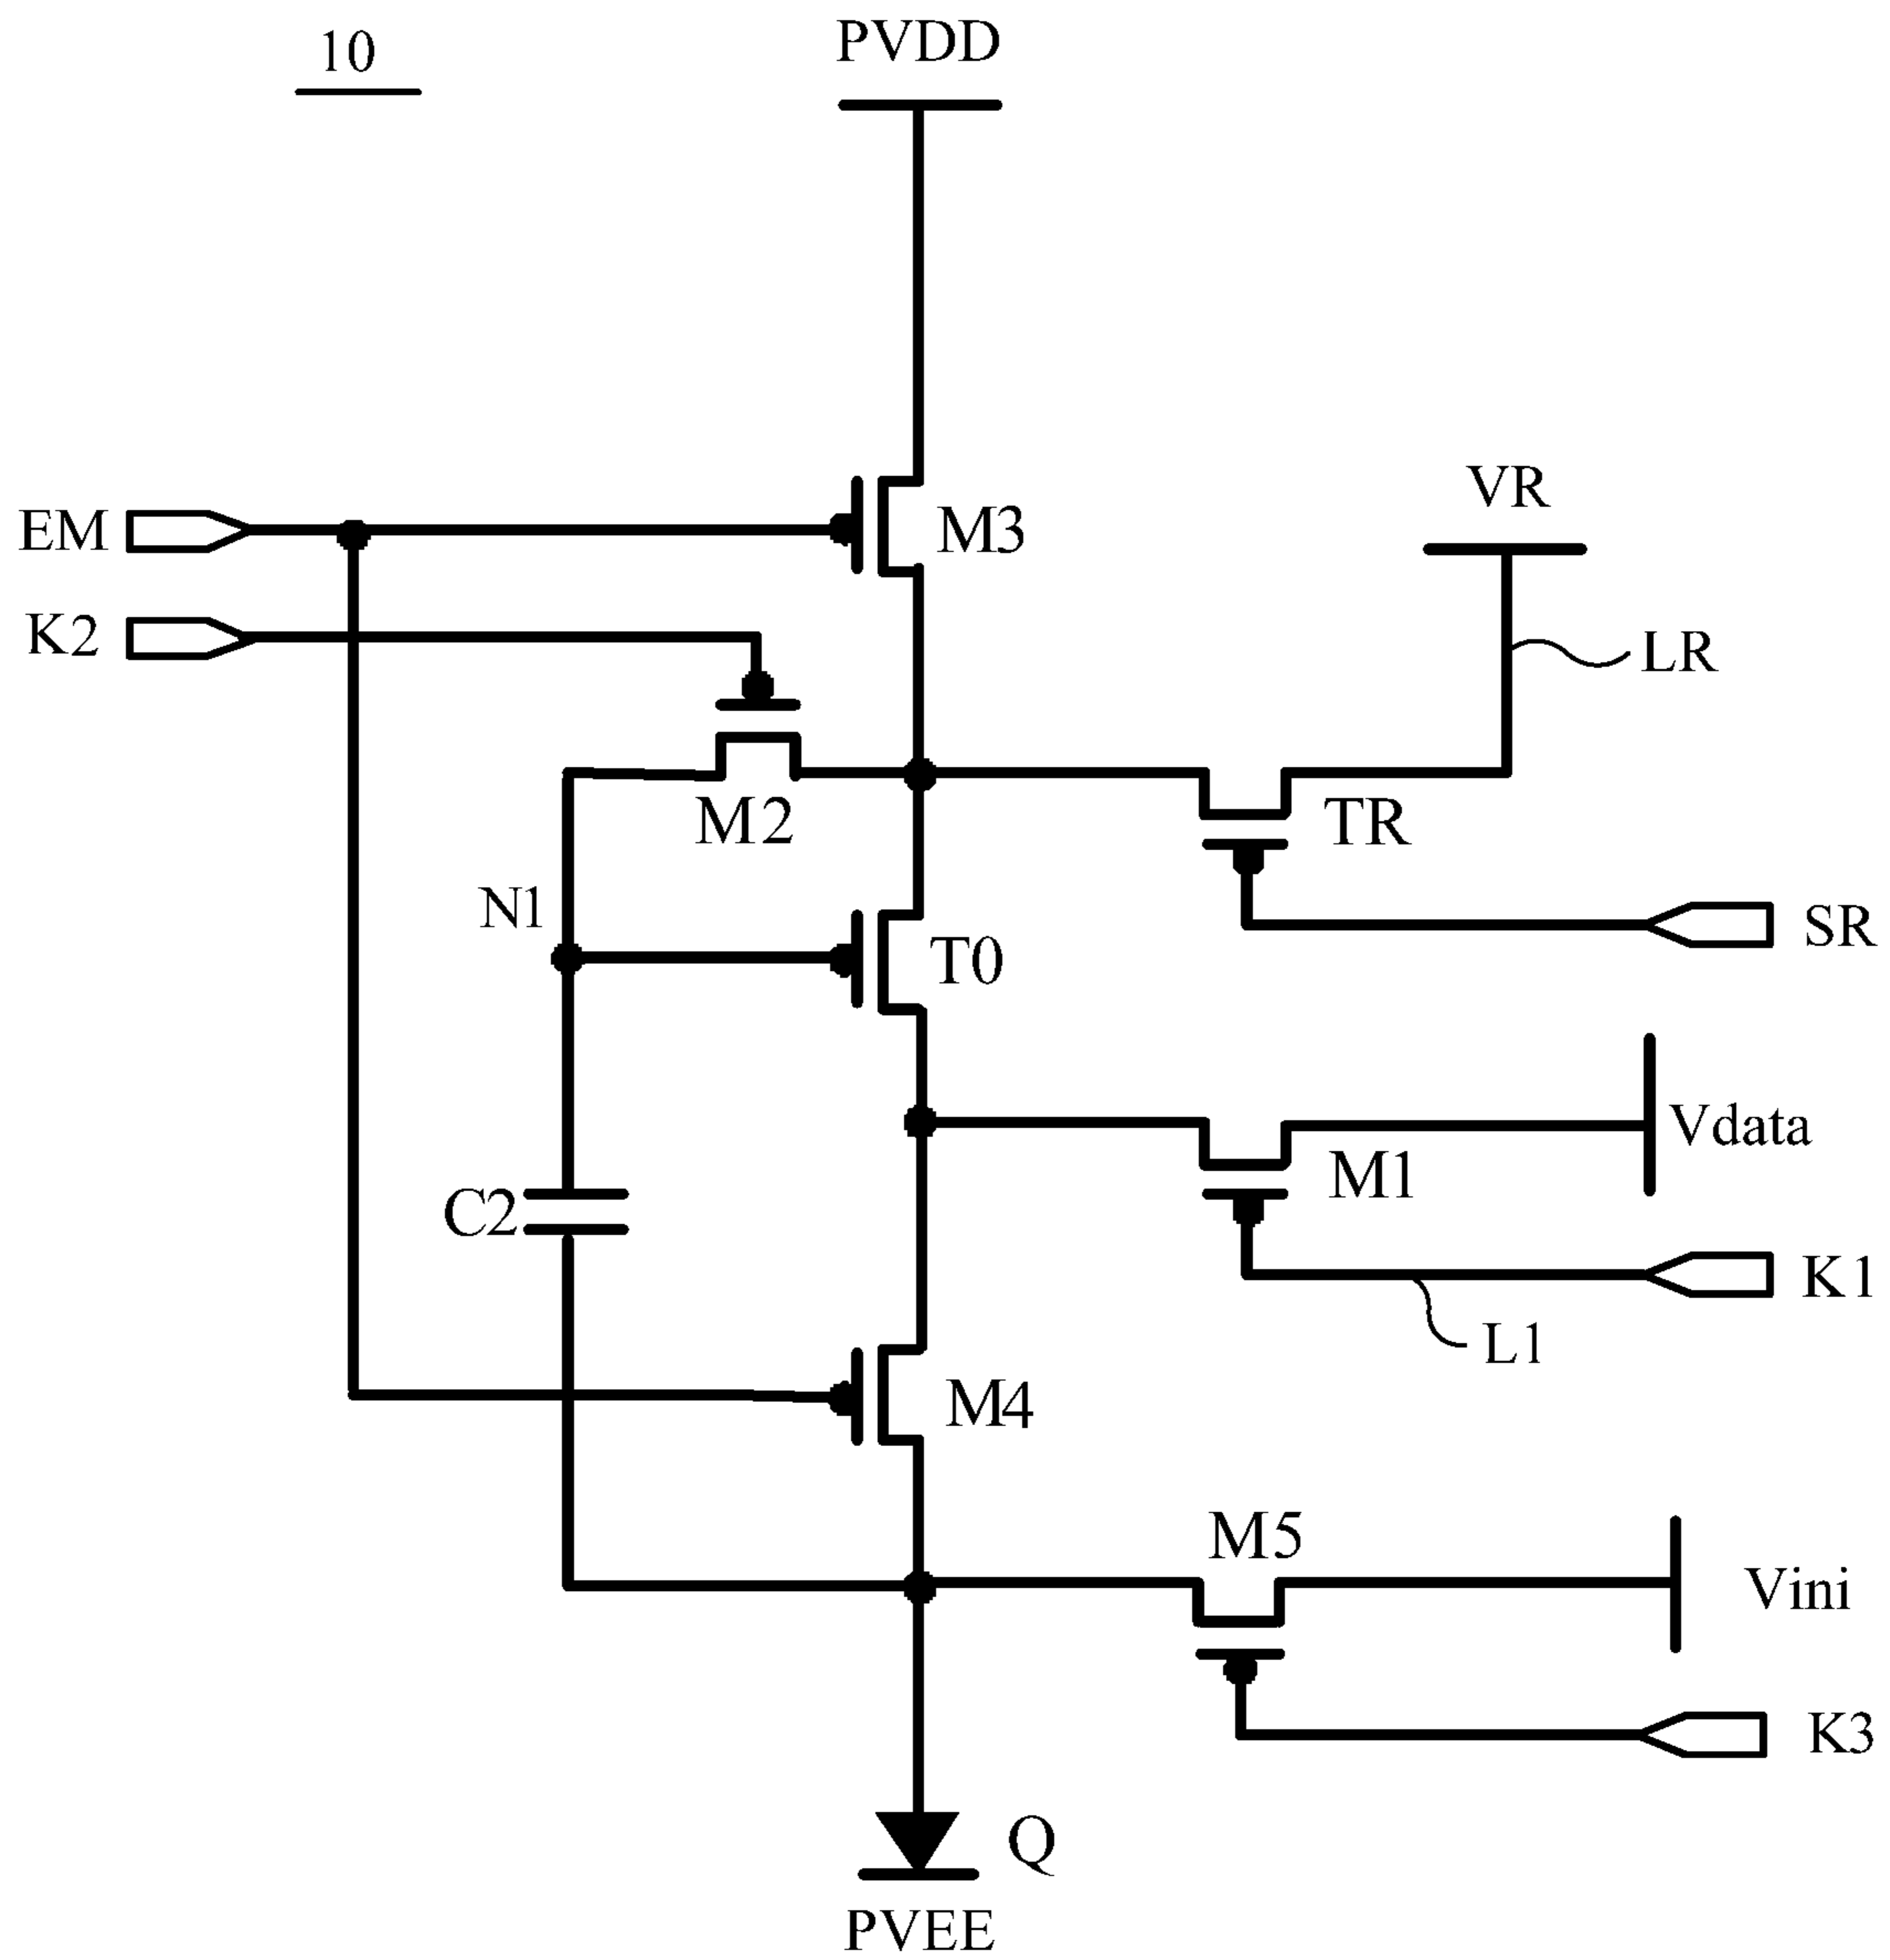 10
PVDD
EM
M3
VR
K2
LR
M2
TR
N1
T0
SR
Vdata
M1
C2
K1
L1
M4
M5
Vini
K3
Q
PVEE